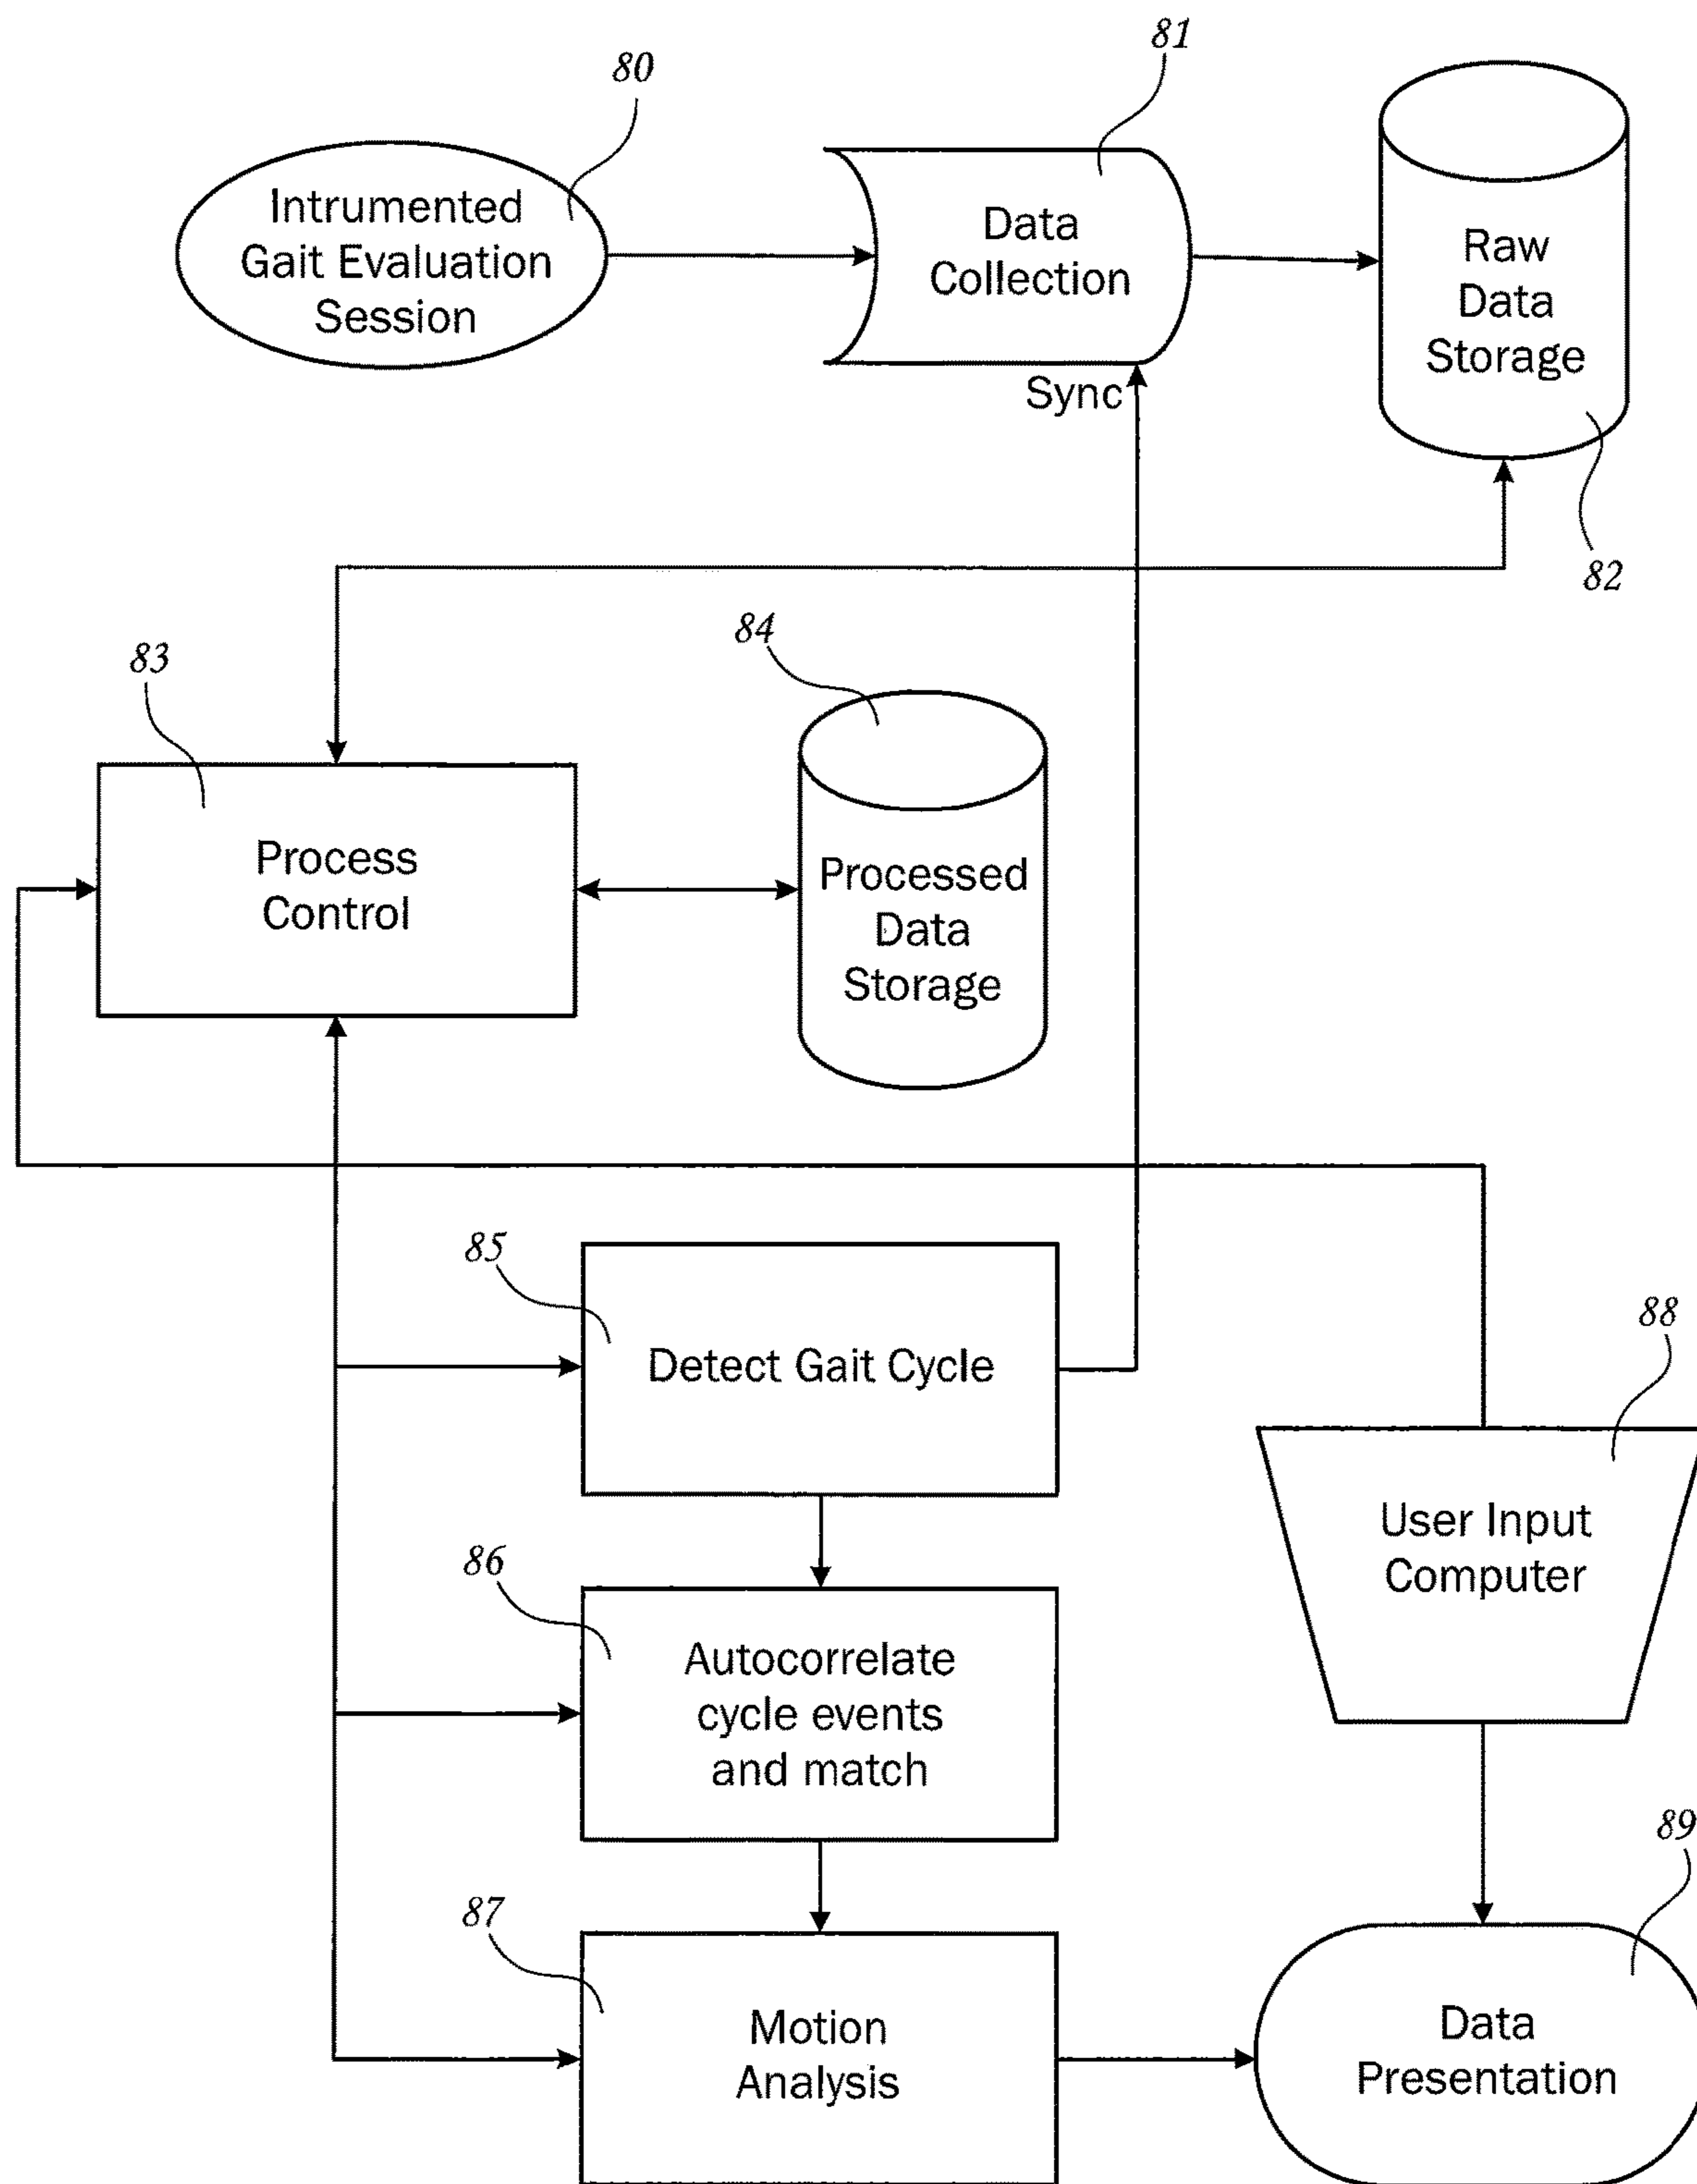 80
81
Intrumented
Gait Evaluation
Session
Data
Collection
Raw
Data
Storage
Sync
82
83
84
Process
Control
Processed
Data
Storage
85
Detect Gait Cycle
88
User Input
Computer
86
Autocorrelate
cycle events
and match
89
87
Motion
Analysis
Data
Presentation